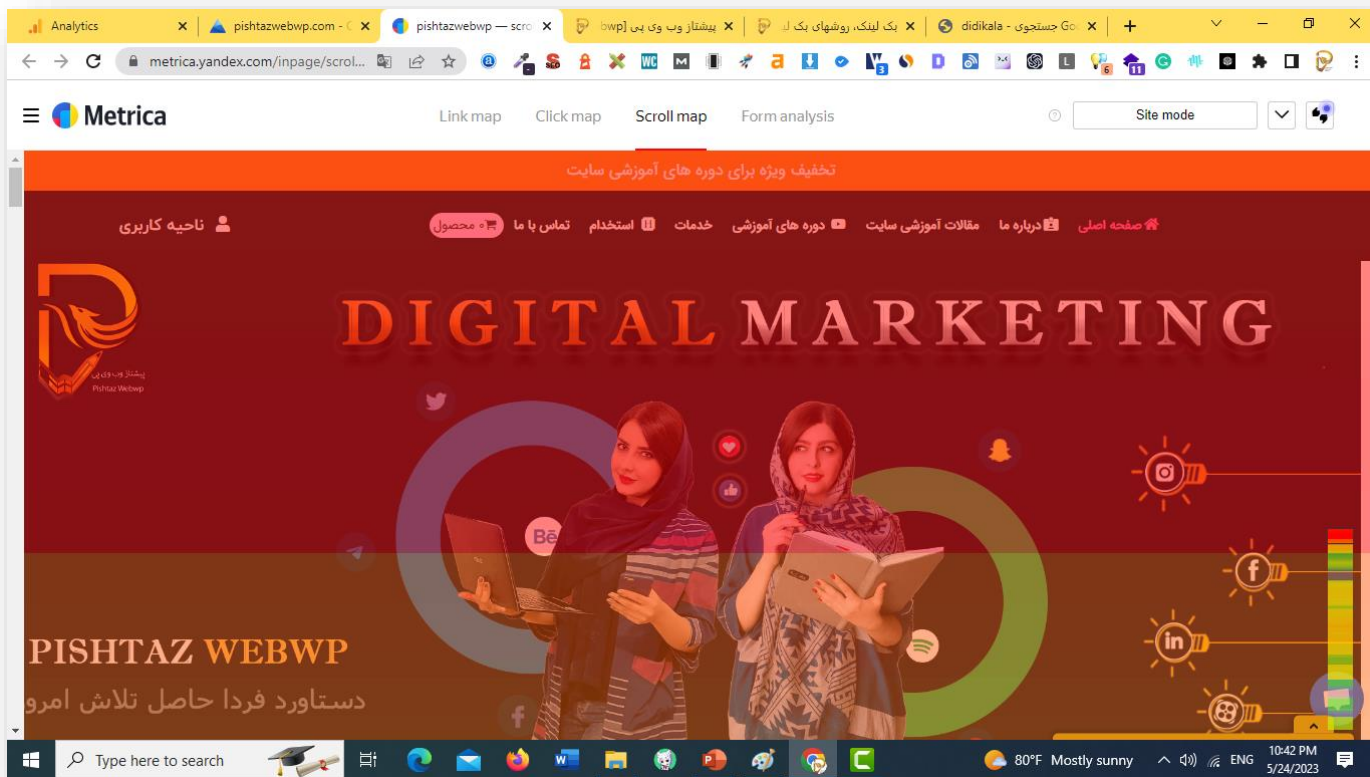 Analytics
pishtazwebwp.com - G
pishtazwebwp — scro
پیشتاز وب وی پی [bwp
بک لینک، روشهای بک لی
didikala - جستجوی Go
metrica.yandex.com/inpage/scrol...
Metrica
Link map
Click map
Scroll map
Form analysis
Site mode
تخفیف ویژه برای دوره های آموزشی سایت
صفحه اصلی
درباره ما
مقالات آموزشی سایت
دوره های آموزشی
خدمات
استخدام
تماس با ما
۰ محصول
ناحیه کاربری
DIGITAL MARKETING
پیشتاز وب وی پی
Pishtaz Webwp
Bē
PISHTAZ WEBWP
دستاورد فردا حاصل تلاش امرو
Type here to search
80°F Mostly sunny
ENG
10:42 PM
5/24/2023